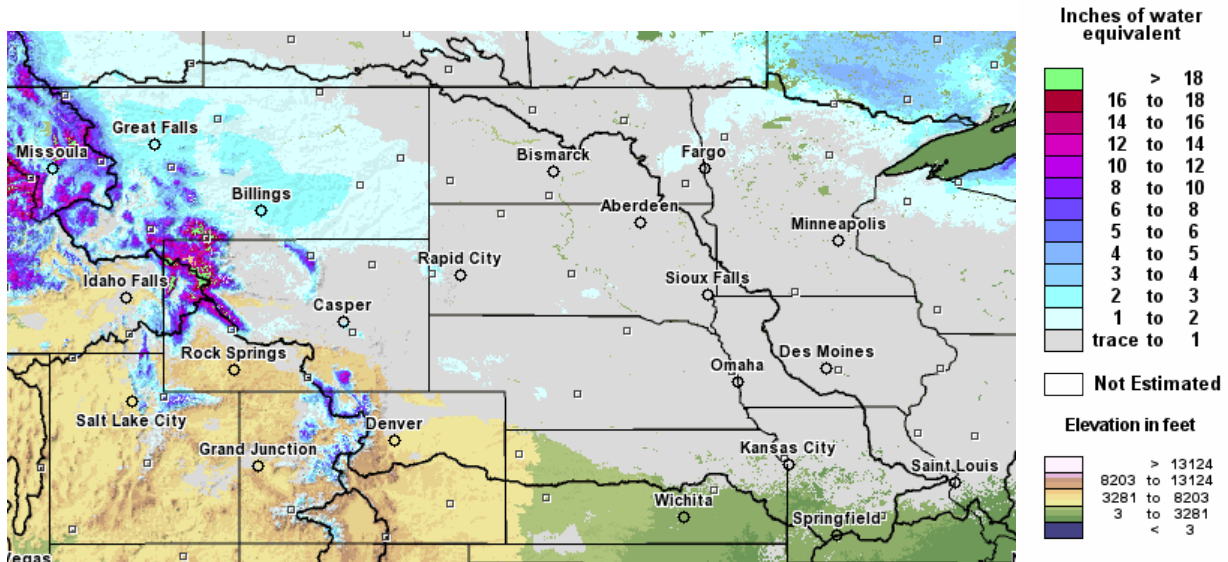 Great Falls
Missoula
Billings
Bismarck
Fargo
Aberdeen
Minneapolis
Rapid City
Idaho Falls
Sioux Falls
Casper
Rock Springs
Des Moines
Omaha
Salt Lake City
Denver
Grand Junction
Kansas City
Saint Louis
Wichita
Springfield
Vegas
Inches of water
equivalent
> 18
16 to 18
14 to 16
12 to 14
10 to 12
8 to 10
6 to 8
5 to 6
4 to 5
3 to 4
2 to 3
1 to 2
trace to 1
Not Estimated
Elevation in feet
> 13124
8203 to 13124
3281 to 8203
3 to 3281
< 3